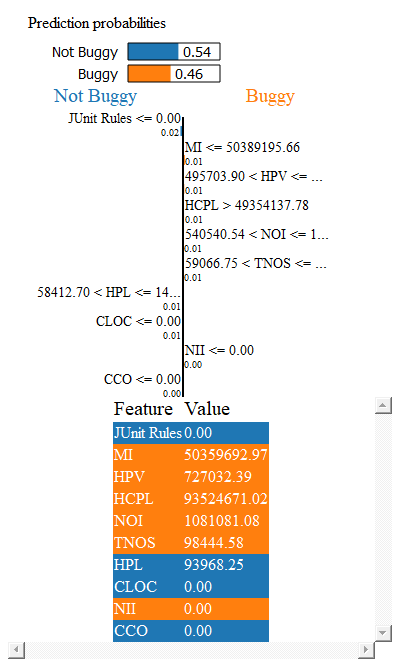 Prediction probabilities
Not Buggy 0.54
Buggy 0.46
Not Buggy Buggy
JUnit Rules <= 0.00
0.02
MI <= 50389195.66
0.01
495703.90 < HPV <= ...
0.01
HCPL > 49354137.78
0.01
540540.54 < NOI <= 1...
0.01
59066.75 < TNOS <= ...
0.01
58412.70 < HPL <= 14...
0.01
CLOC <= 0.00
0.01
NII <= 0.00
0.00
CCO <= 0.00
0.00
Feature Value
JUnit Rules 0.00
MI 50359692.97
HPV 727032.39
HCPL 93524671.02
NOI 1081081.08
TNOS 98444.58
HPL 93968.25
CLOC 0.00
NII 0.00
CCO 0.00